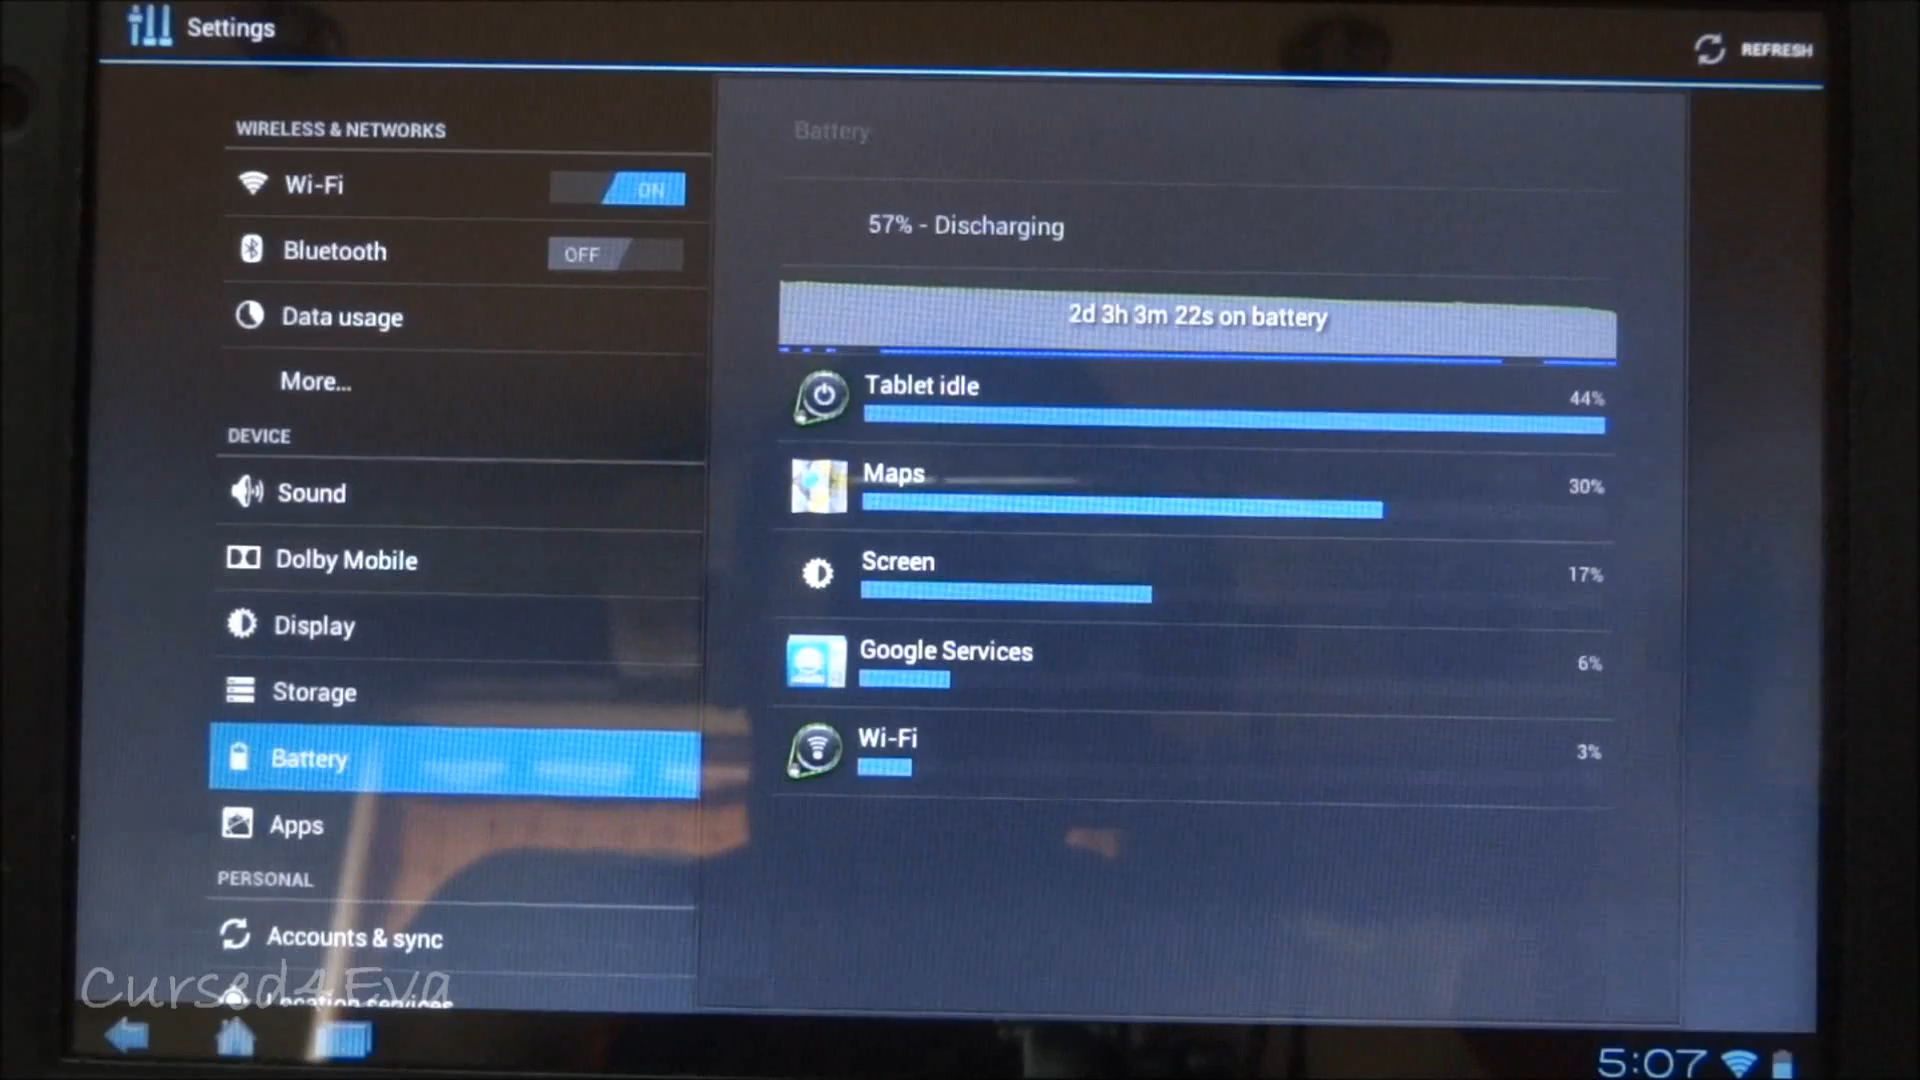 Settings
REFRESH
WIRELESS & NETWORKS
Wi-Fi
ON
Bluetooth
OFF
Data usage
More...
DEVICE
Sound
Dolby Mobile
Display
Storage
Battery
Apps
PERSONAL
Accounts & sync
Location services
Battery
57% - Discharging
2d 3h 3m 22s on battery
Tablet idle
44%
Maps
30%
Screen
17%
Google Services
6%
Wi-Fi
3%
Cursed4Eva
5:07